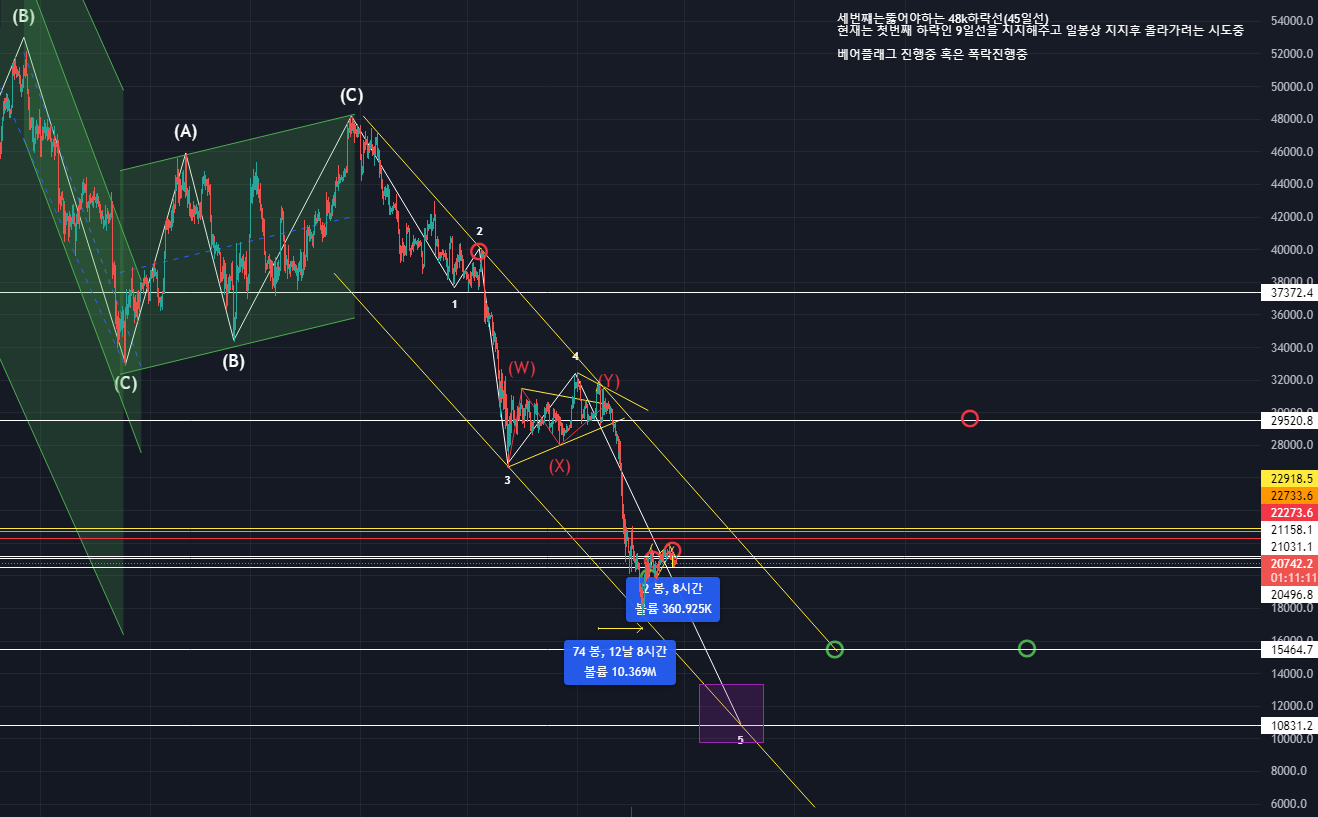 세번째는뚫어야하는 48k하락선(45일선)
현재는 첫번째 하락인 9일선을 지지해주고 일봉상 지지후 올라가려는 시도중
베어플래그 진행중 혹은 폭락진행중
(B)
(A)
(C)
(B)
(C)
2
1
(W)
4
(Y)
(X)
3
2 봉, 8시간
볼륨 360.925K
74 봉, 12날 8시간
볼륨 10.369M
5
54000.0
52000.0
50000.0
48000.0
46000.0
44000.0
42000.0
40000.0
38000.0
37372.4
36000.0
34000.0
32000.0
30000.0
29520.8
28000.0
22918.5
22733.6
22273.6
21158.1
21031.1
20742.2
01:11:11
20496.8
18000.0
16000.0
15464.7
14000.0
12000.0
10831.2
10000.0
8000.0
6000.0